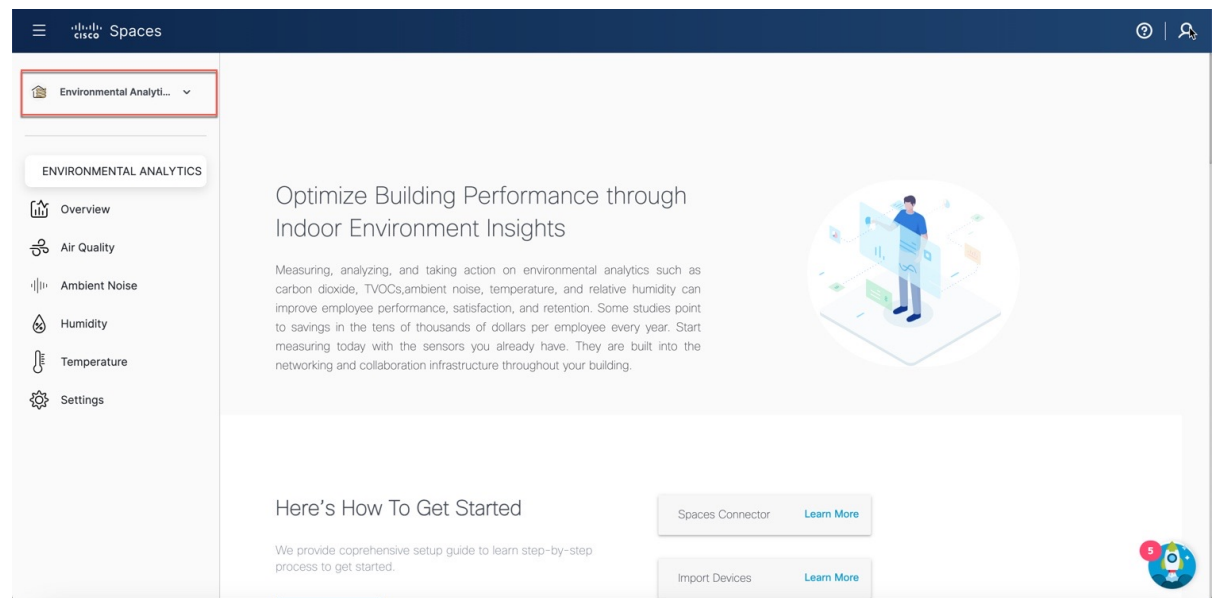 cisco Spaces
Environmental Analyti...
ENVIRONMENTAL ANALYTICS
Overview
Air Quality
Ambient Noise
Humidity
Temperature
Settings
Optimize Building Performance through
Indoor Environment Insights
Measuring, analyzing, and taking action on environmental analytics such as
carbon dioxide, TVOCs,ambient noise, temperature, and relative humidity can
improve employee performance, satisfaction, and retention. Some studies point
to savings in the tens of thousands of dollars per employee every year. Start
measuring today with the sensors you already have. They are built into the
networking and collaboration infrastructure throughout your building.
Here's How To Get Started
We provide coprehensive setup guide to learn step-by-step
process to get started.
Spaces Connector Learn More
Import Devices Learn More
5